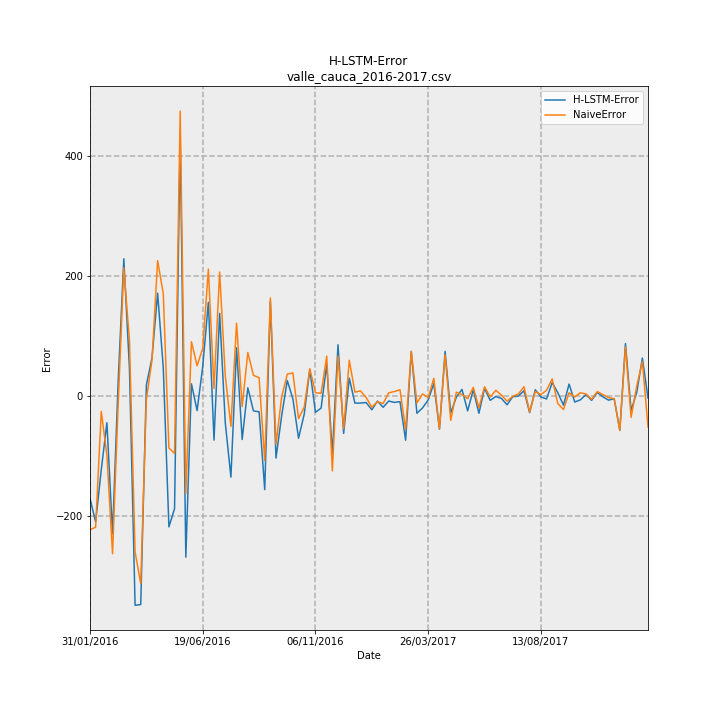 H-LSTM-Error
valle_cauca_2016-2017.csv
H-LSTM-Error
NaiveError
400
200
0
−200
Error
31/01/2016
19/06/2016
06/11/2016
26/03/2017
13/08/2017
Date